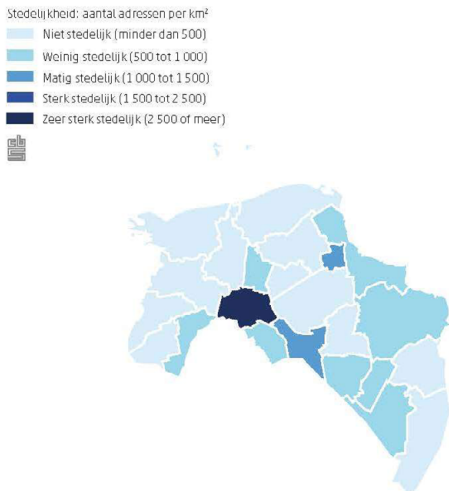 Stedelijkheid: aantal adressen per km²
Niet stedelijk (minder dan 500)
Weinig stedelijk (500 tot 1 000)
Matig stedelijk (1 000 tot 1 500)
Sterk stedelijk (1 500 tot 2 500)
Zeer sterk stedelijk (2 500 of meer)
cbs